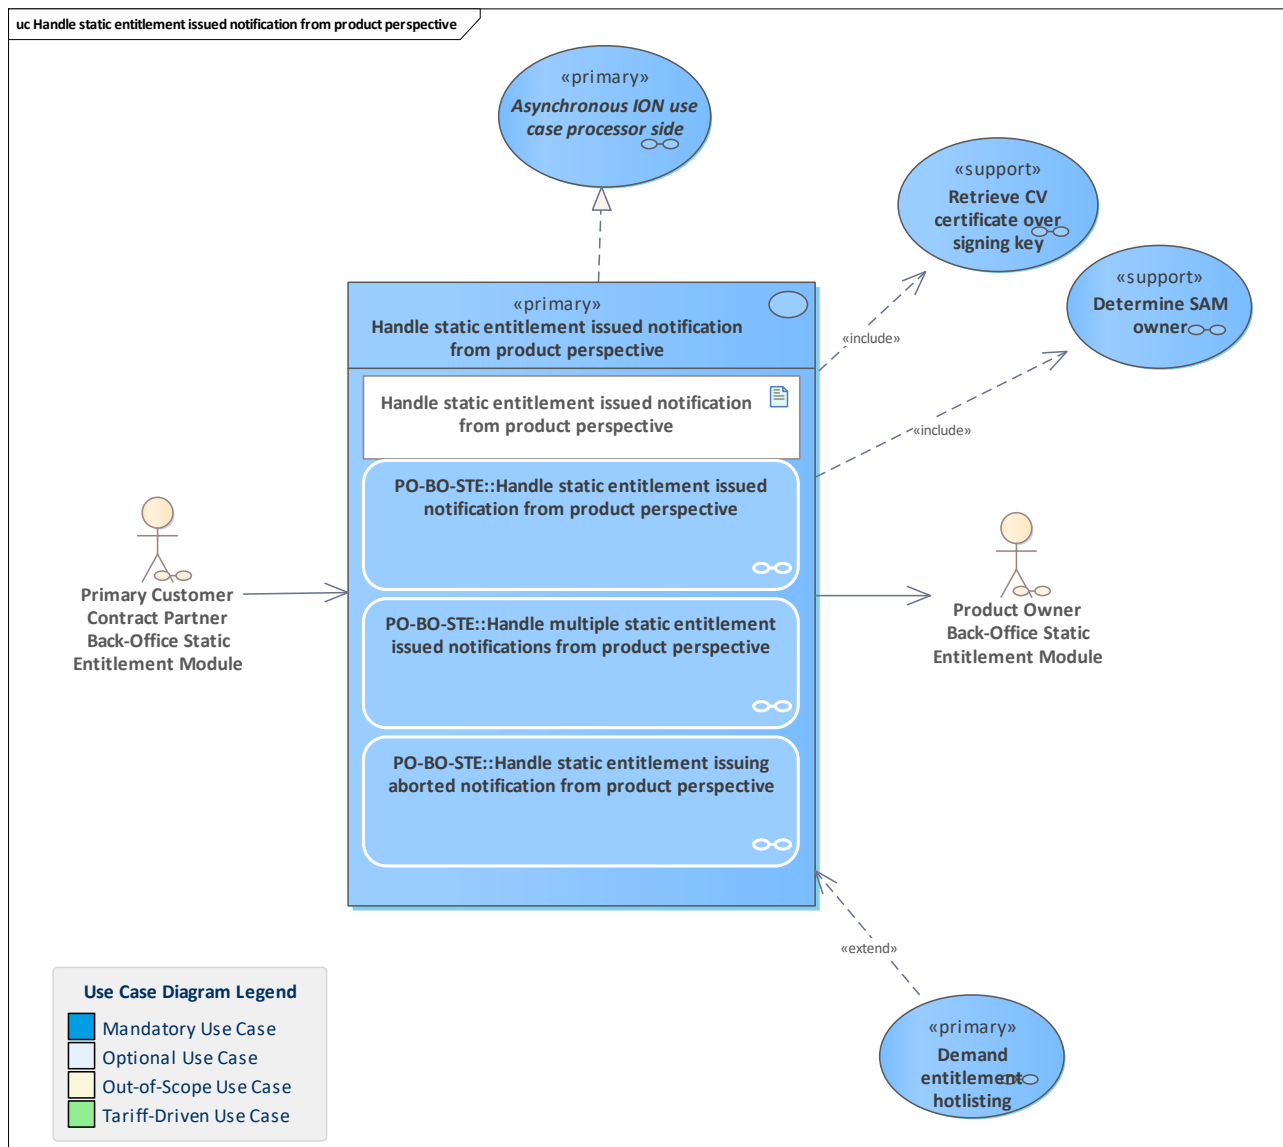 uc Handle static entitlement issued notification from product perspective
«primary»
Asynchronous ION use
case processor side
«support»
Retrieve CV
certificate over
signing key
«support»
Determine SAM
owner
«primary»
Handle static entitlement issued notification
from product perspective
«include»
«include»
Handle static entitlement issued notification
from product perspective
PO-BO-STE::Handle static entitlement issued
notification from product perspective
Primary Customer
Contract Partner
Back-Office Static
Entitlement Module
Product Owner
Back-Office Static
Entitlement Module
PO-BO-STE::Handle multiple static entitlement
issued notifications from product perspective
PO-BO-STE::Handle static entitlement issuing
aborted notification from product perspective
«extend»
«primary»
Demand
entitlement
hotlisting
Use Case Diagram Legend
Mandatory Use Case
Optional Use Case
Out-of-Scope Use Case
Tariff-Driven Use Case